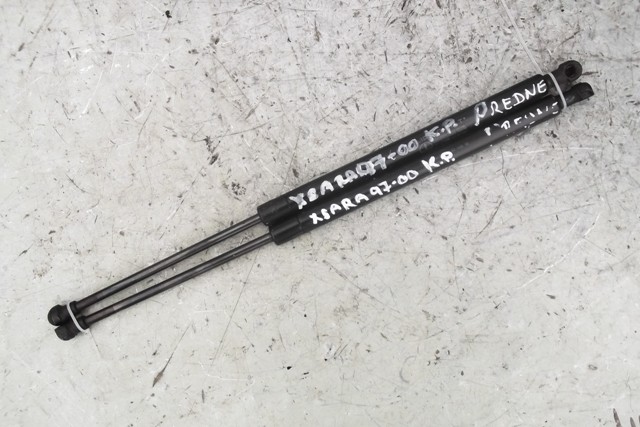 XSARA 97-00 K.P. PREDNE
XSARA 97-00 K.P.